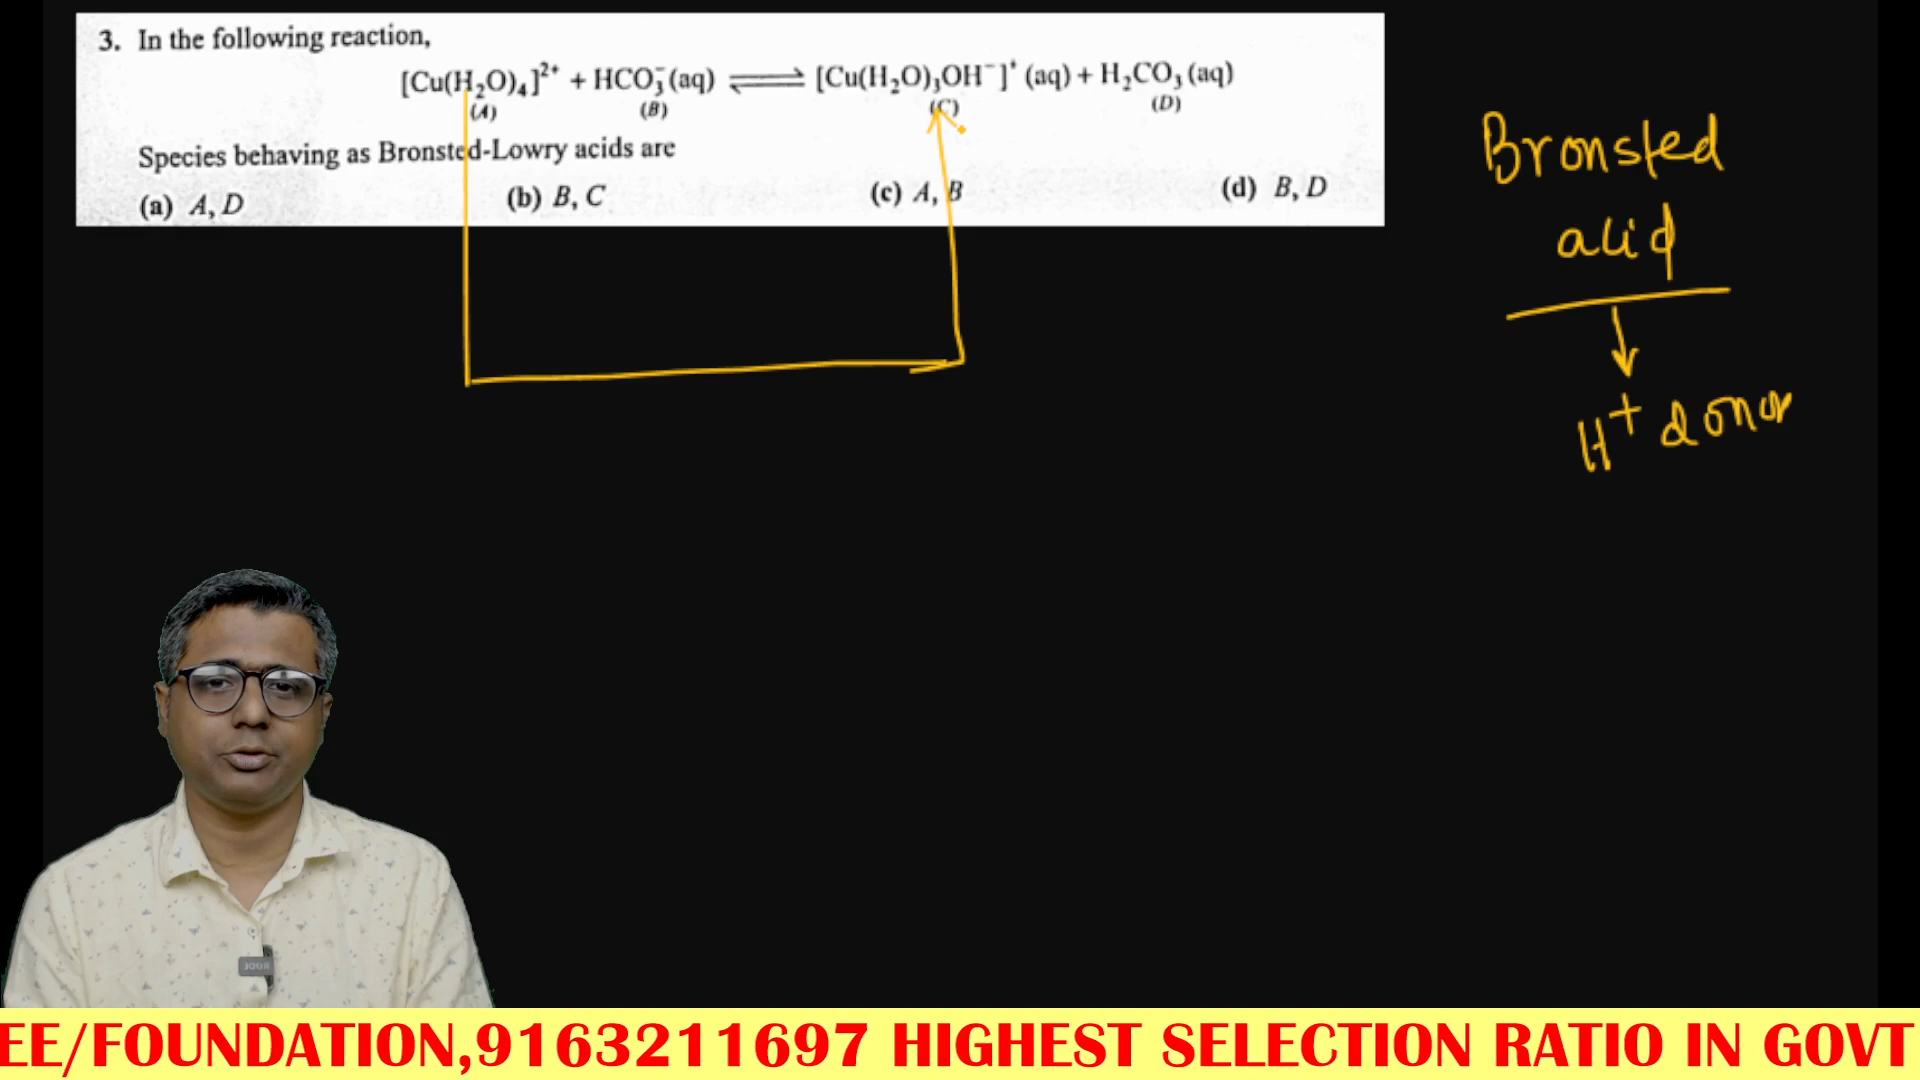 3. In the following reaction,
[Cu(H₂O)₄]²⁺ + HCO₃⁻(aq) ⇌ [Cu(H₂O)₃OH⁻]⁺ (aq) + H₂CO₃ (aq)
(A) (B) (C) (D)
Species behaving as Bronsted-Lowry acids are
(a) A, D (b) B, C (c) A, B (d) B, D
Bronsted
acid
H⁺ donor
EE/FOUNDATION,9163211697 HIGHEST SELECTION RATIO IN GOVT